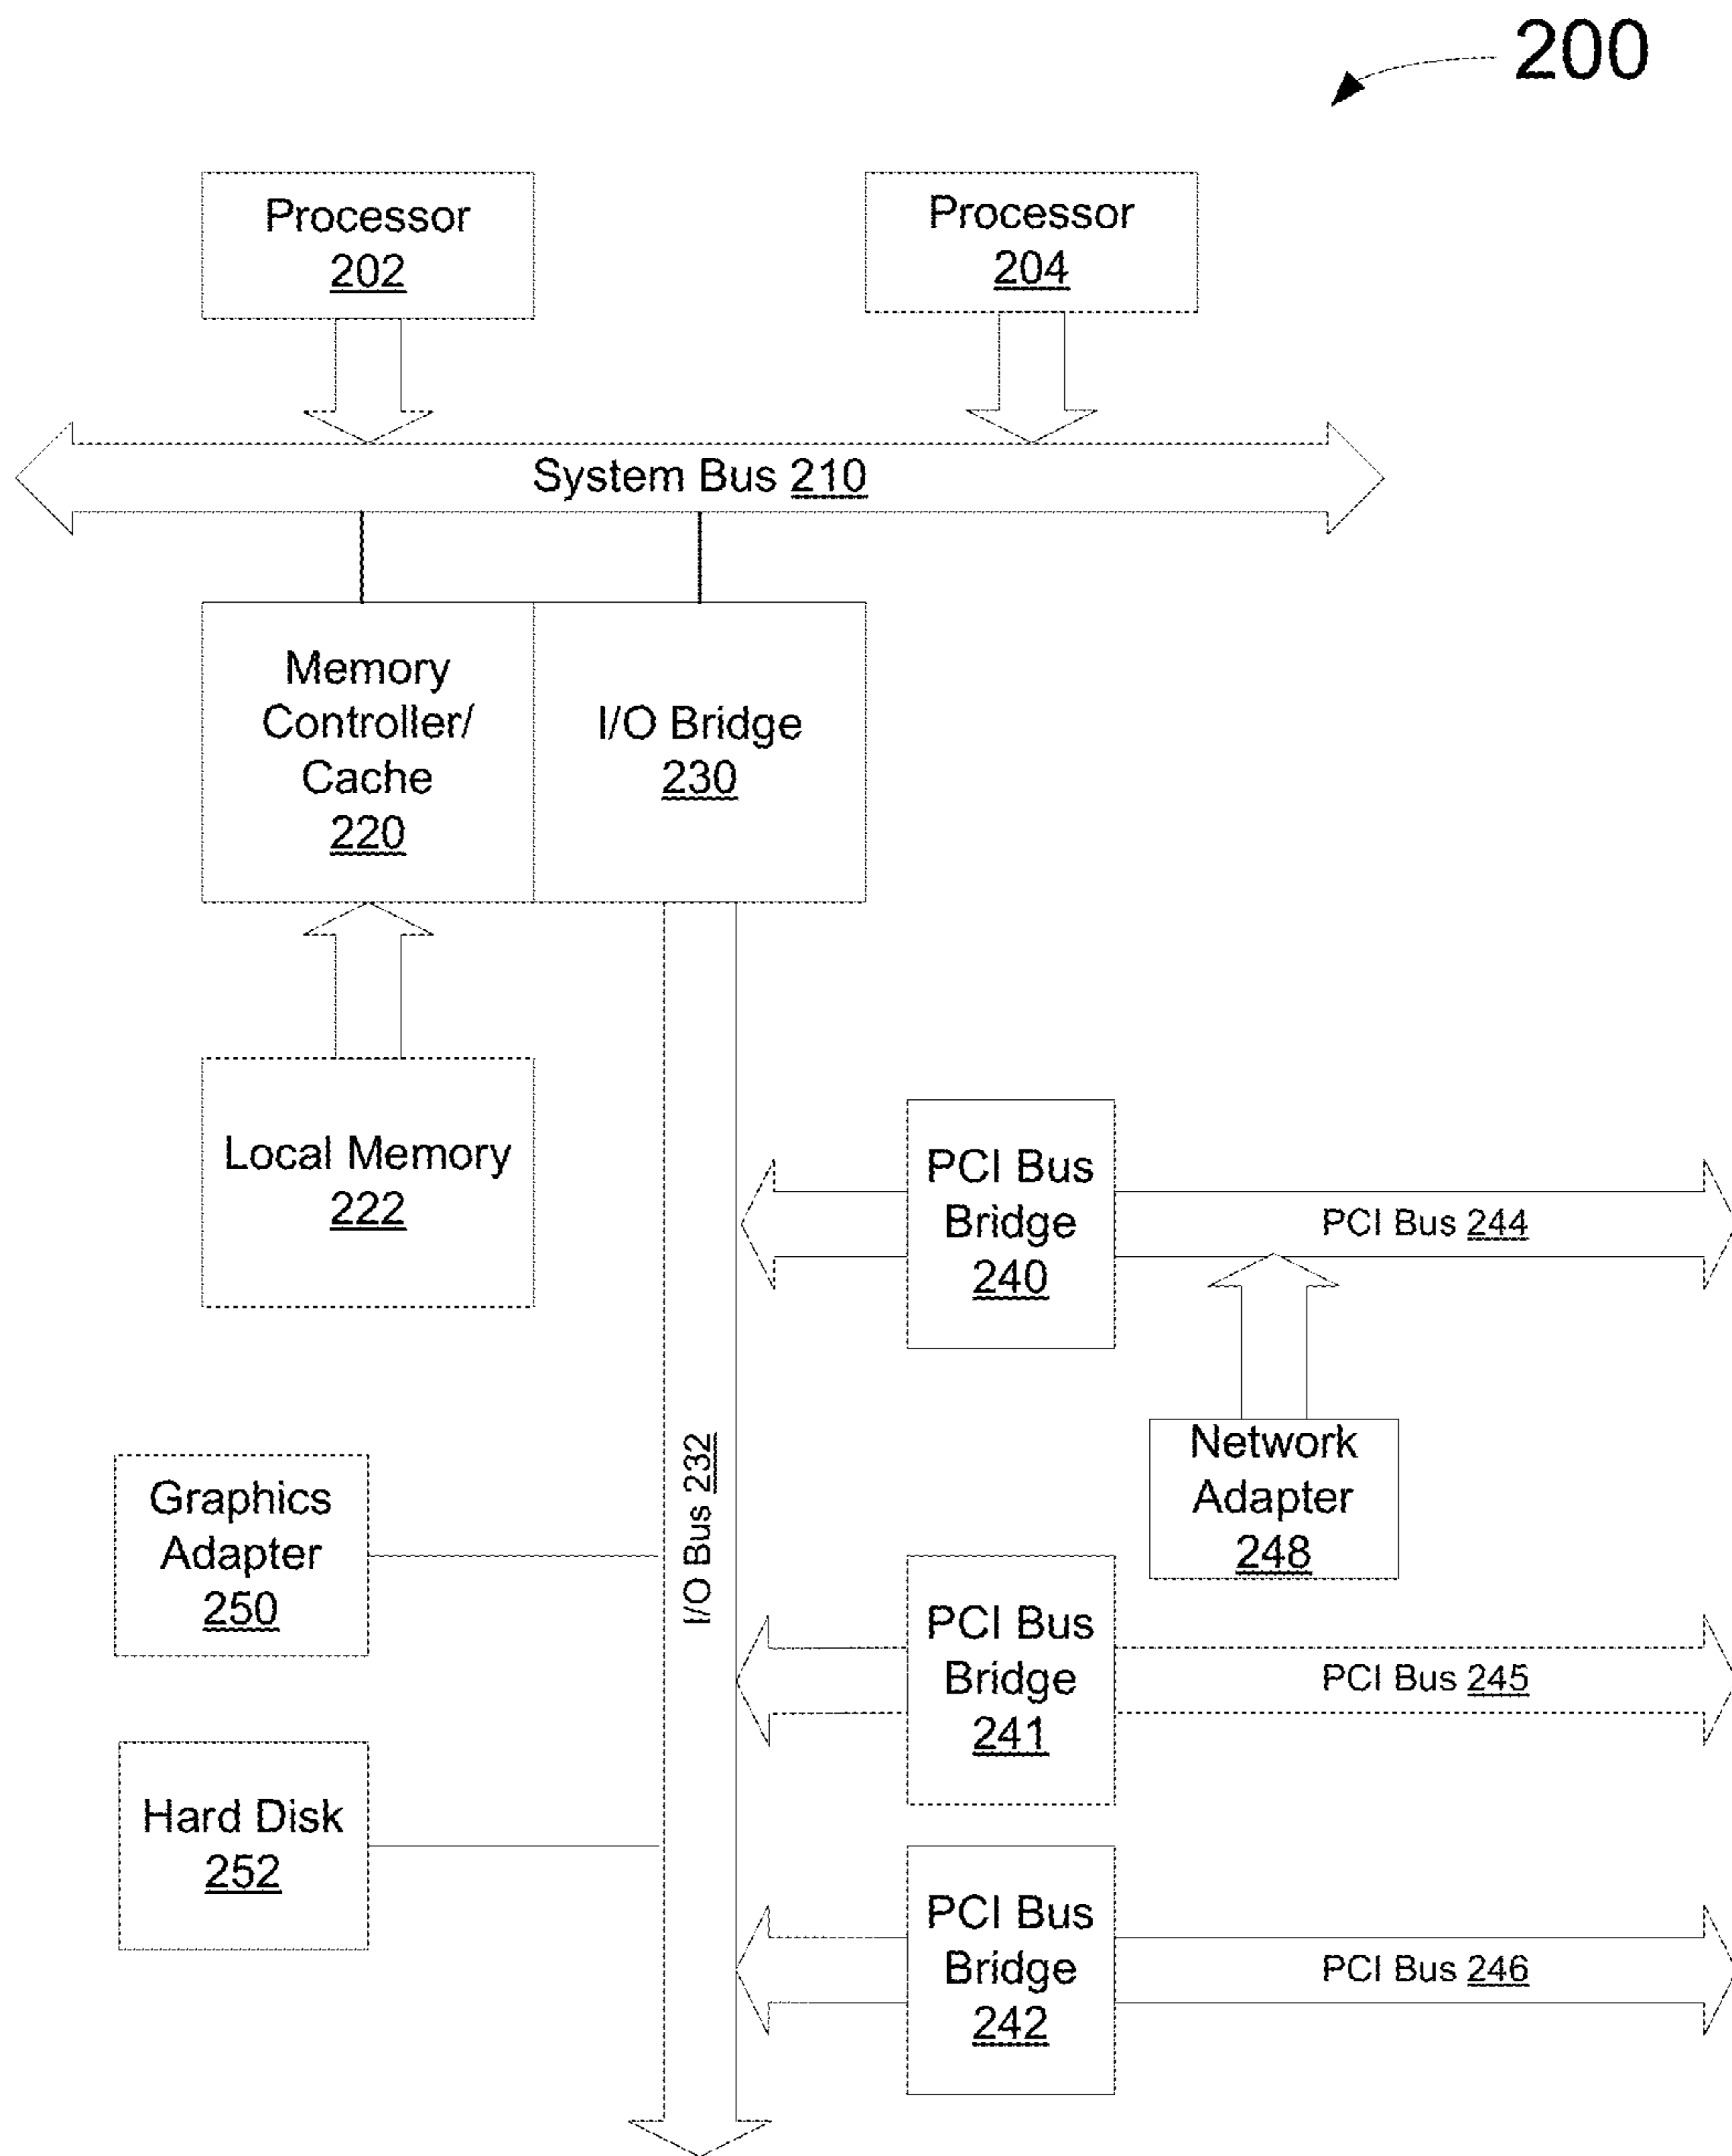 200
Processor
202
Processor
204
System Bus 210
Memory
Controller/
Cache
220
I/O Bridge
230
Local Memory
222
PCI Bus
Bridge
240
PCI Bus 244
Network
Adapter
248
I/O Bus 232
Graphics
Adapter
250
PCI Bus
Bridge
241
PCI Bus 245
Hard Disk
252
PCI Bus
Bridge
242
PCI Bus 246